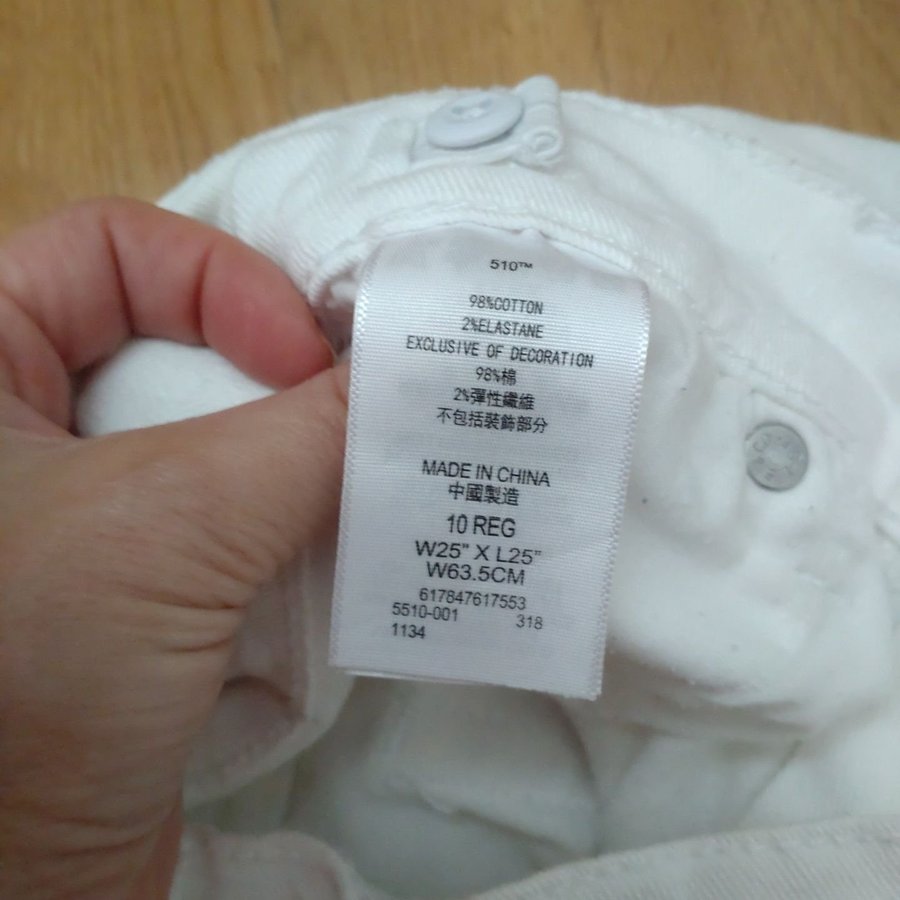 510™
98%COTTON
2%ELASTANE
EXCLUSIVE OF DECORATION
98%棉
2%彈性纖維
不包括裝飾部分
MADE IN CHINA
中國製造
10 REG
W25" X L25"
W63.5CM
617847617553
5510-001 318
1134